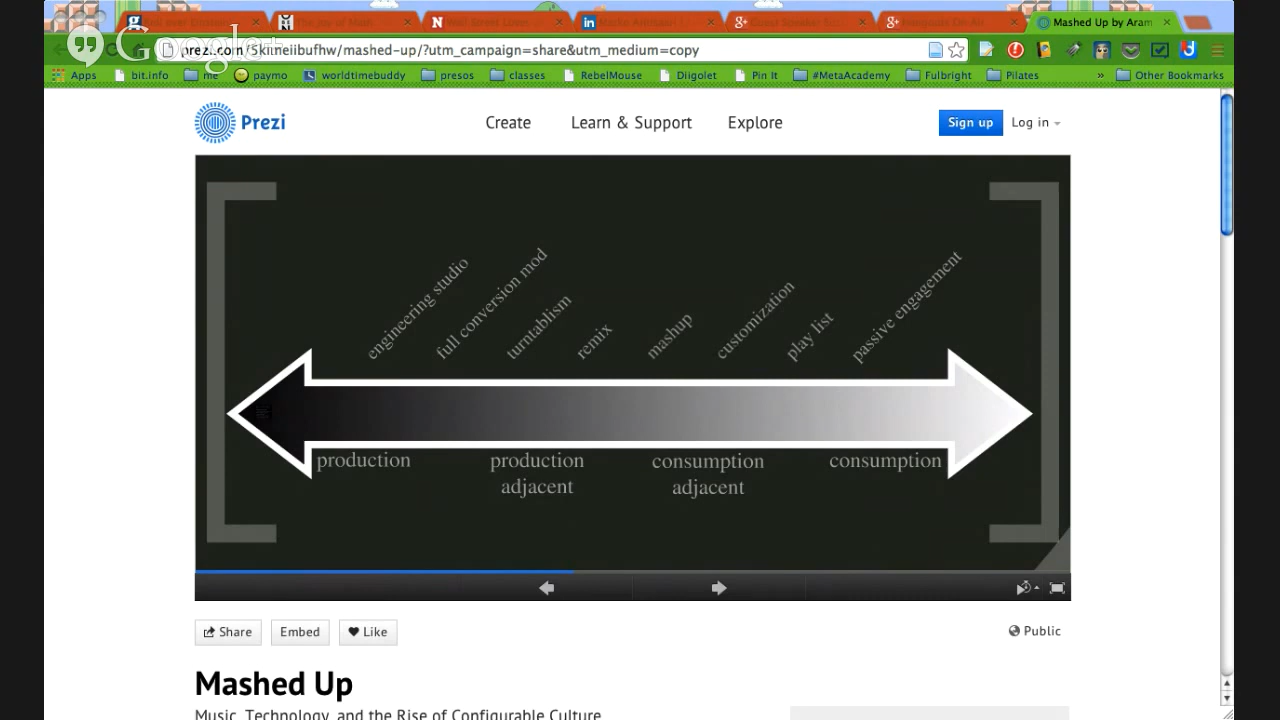 Google+
Mashed Up by Aram
prezi.com/5kimeiibufhw/mashed-up/?utm_campaign=share&utm_medium=copy
Apps bit.info me paymo worldtimebuddy presos classes RebelMouse Diigolet Pin It #MetaAcademy Fulbright Pilates » Other Bookmarks
Prezi Create Learn & Support Explore Sign up Log in
engineering studio
full conversion mod
turntablism
remix
mashup
customization
play list
passive engagement
production
production adjacent
consumption adjacent
consumption
Share Embed Like Public
Mashed Up
Music, Technology, and the Rise of Configurable Culture